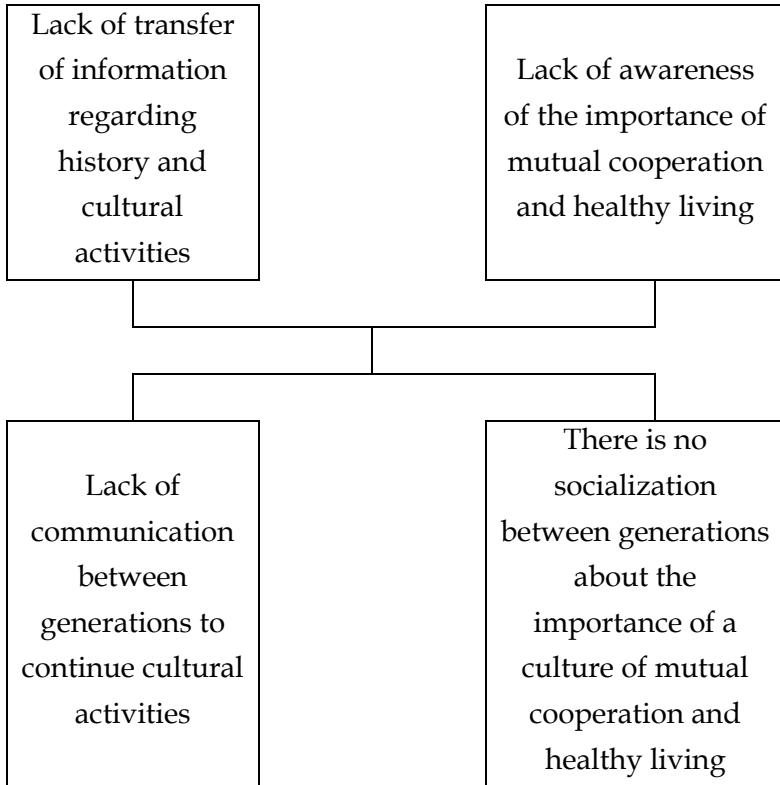 Lack of transfer
of information
regarding
history and
cultural
activities
Lack of awareness
of the importance of
mutual cooperation
and healthy living
Lack of
communication
between
generations to
continue cultural
activities
There is no
socialization
between generations
about the
importance of a
culture of mutual
cooperation and
healthy living